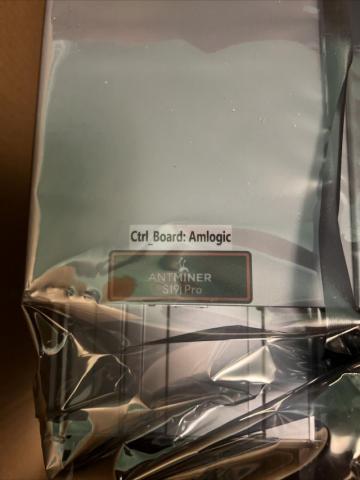 Ctrl_Board: Amlogic
ANTMINER
S19j Pro